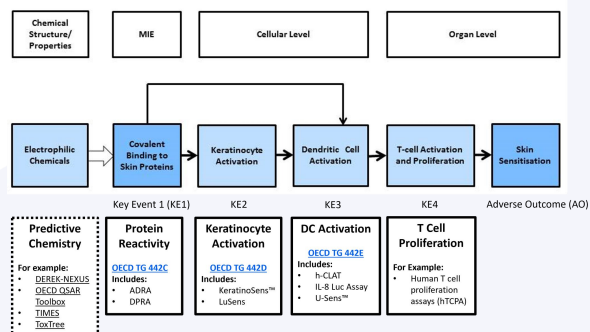 Chemical
Structure/
Properties
MIE
Cellular Level
Organ Level
Electrophilic
Chemicals
Covalent
Binding to
Skin Proteins
Keratinocyte
Activation
Dendritic Cell
Activation
T-cell Activation
and Proliferation
Skin
Sensitisation
Key Event 1 (KE1)
KE2
KE3
KE4
Adverse Outcome (AO)
Predictive
Chemistry
For example:
• DEREK-NEXUS
• OECD QSAR
Toolbox
• TIMES
• ToxTree
Protein
Reactivity
OECD TG 442C
Includes:
• ADRA
• DPRA
Keratinocyte
Activation
OECD TG 442D
Includes:
• KeratinoSens™
• LuSens
DC Activation
OECD TG 442E
Includes:
• h-CLAT
• IL-8 Luc Assay
• U-Sens™
T Cell
Proliferation
For Example:
• Human T cell
proliferation
assays (hTCPA)